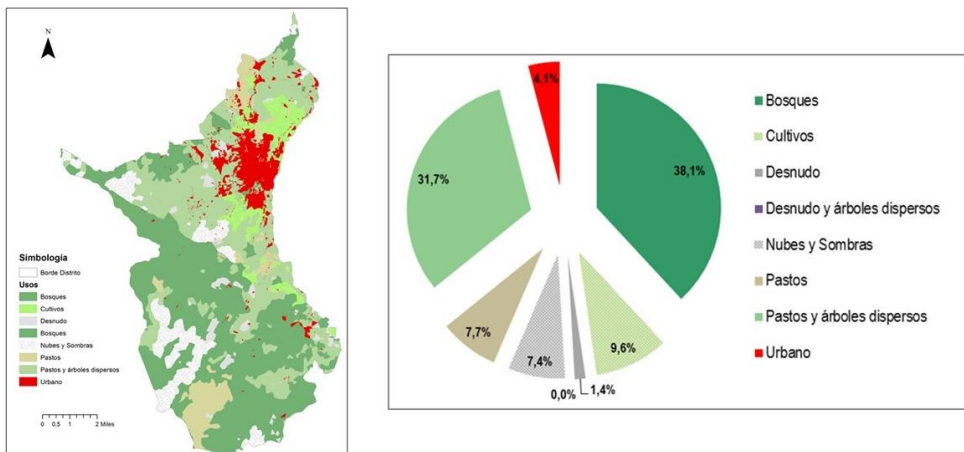 N
Simbología
Borde Distrito
Usos
Bosques
Cultivos
Desnudo
Bosques
Nubes y Sombras
Pastos
Pastos y árboles dispersos
Urbano
0 0.5 1 2 Miles
4,1%
38,1%
31,7%
7,7%
7,4%
9,6%
0,0%
1,4%
Bosques
Cultivos
Desnudo
Desnudo y árboles dispersos
Nubes y Sombras
Pastos
Pastos y árboles dispersos
Urbano